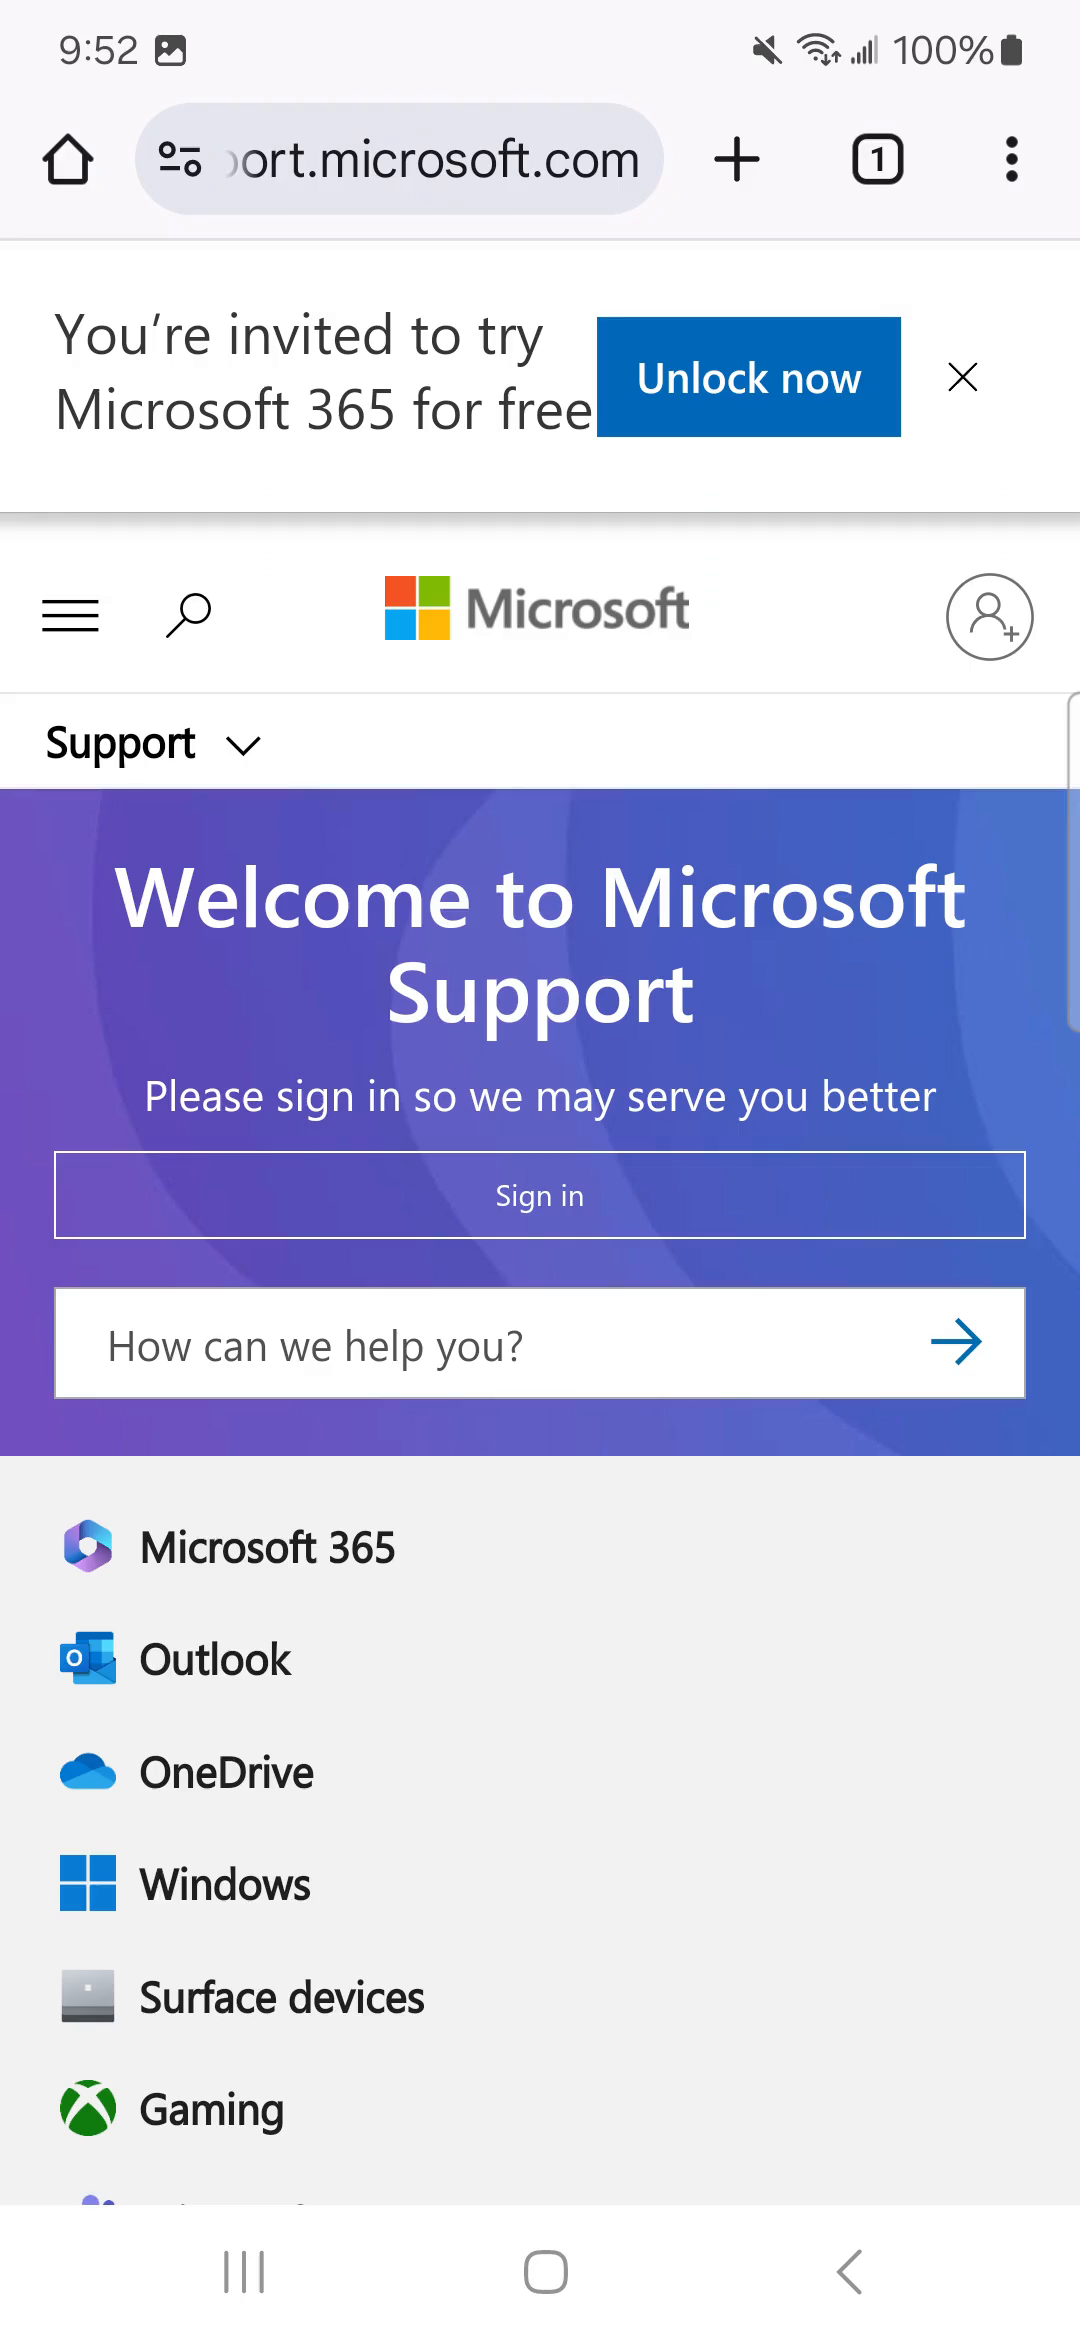 9:52
100%
ort.microsoft.com
1
You’re invited to try
Microsoft 365 for free
Unlock now
Microsoft
Support
Welcome to Microsoft
Support
Please sign in so we may serve you better
Sign in
How can we help you?
Microsoft 365
Outlook
OneDrive
Windows
Surface devices
Gaming